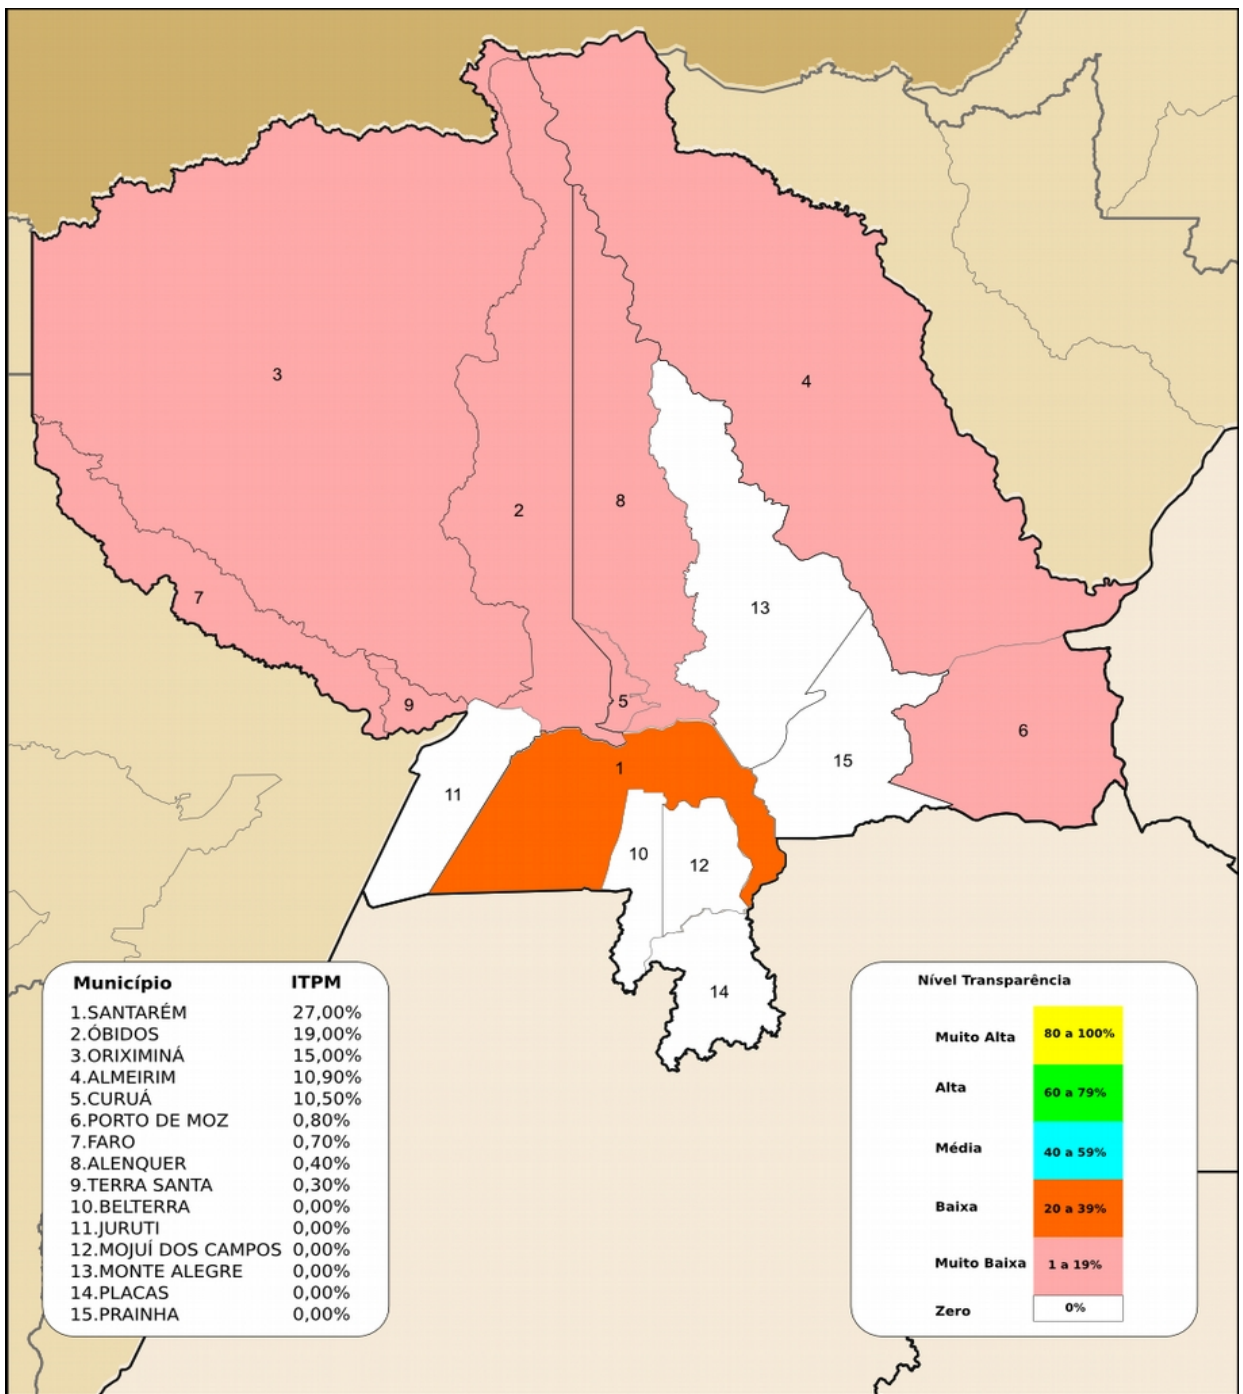 3
4
2
8
13
7
5
9
6
15
1
11
10
12
14
Município ITPM
1.SANTARÉM 27,00%
2.ÓBIDOS 19,00%
3.ORIXIMINÁ 15,00%
4.ALMEIRIM 10,90%
5.CURUÁ 10,50%
6.PORTO DE MOZ 0,80%
7.FARO 0,70%
8.ALENQUER 0,40%
9.TERRA SANTA 0,30%
10.BELTERRA 0,00%
11.JURUTI 0,00%
12.MOJUÍ DOS CAMPOS 0,00%
13.MONTE ALEGRE 0,00%
14.PLACAS 0,00%
15.PRAINHA 0,00%
Nível Transparência
Muito Alta 80 a 100%
Alta 60 a 79%
Média 40 a 59%
Baixa 20 a 39%
Muito Baixa 1 a 19%
Zero 0%